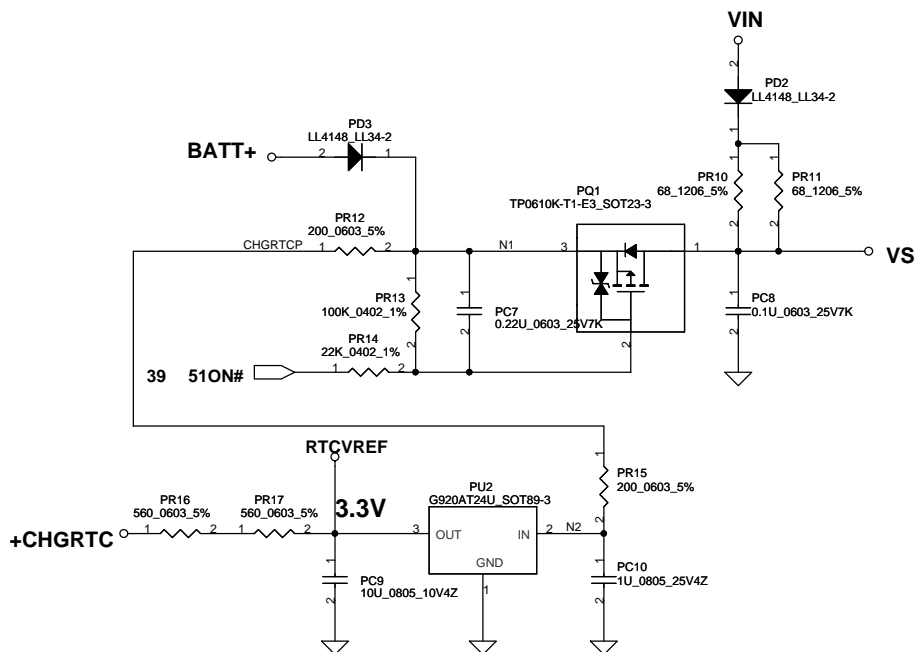 VIN
2
PD2
LL4148_LL34-2
1
PD3
LL4148_LL34-2
BATT+
2
1
1
1
PR10
68_1206_5%
PR11
68_1206_5%
2
2
PQ1
TP0610K-T1-E3_SOT23-3
PR12
200_0603_5%
CHGRTCP
1
2
N1
3
1
VS
2
1
PR13
100K_0402_1%
2
1
PC7
0.22U_0603_25V7K
2
1
PC8
0.1U_0603_25V7K
2
PR14
22K_0402_1%
39
51ON#
1
2
RTCVREF
PR16
560_0603_5%
PR17
560_0603_5%
3.3V
PU2
G920AT24U_SOT89-3
1
PR15
200_0603_5%
2
+CHGRTC
1
2
1
2
3
OUT
IN
2
N2
GND
1
1
PC9
10U_0805_10V4Z
2
1
PC10
1U_0805_25V4Z
2